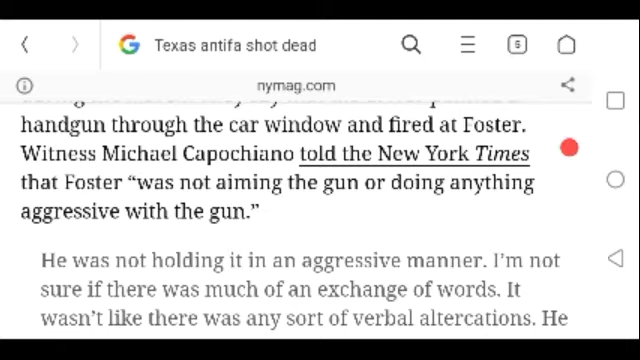 Texas antifa shot dead
5
nymag.com
handgun through the car window and fired at Foster.
Witness Michael Capochiano told the New York Times
that Foster “was not aiming the gun or doing anything
aggressive with the gun.”
He was not holding it in an aggressive manner. I’m not
sure if there was much of an exchange of words. It
wasn’t like there was any sort of verbal altercations. He